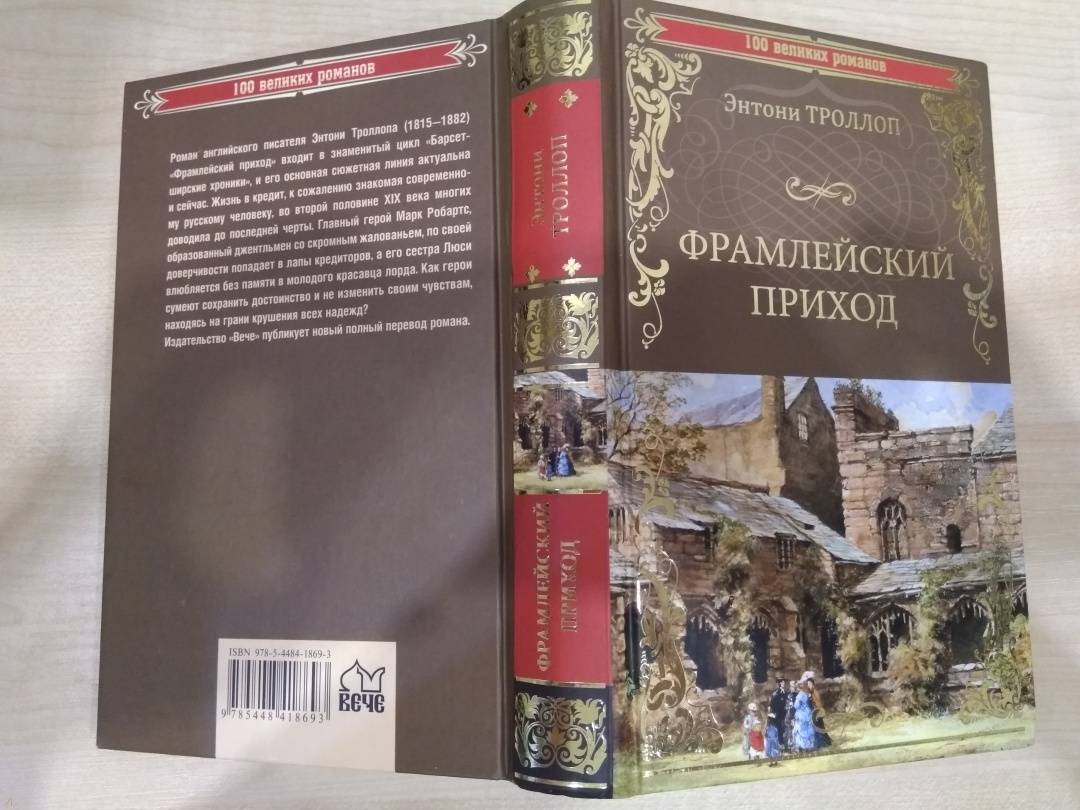 100 великих романов
Роман английского писателя Энтони Троллопа (1815—1882)
«Фрамлейский приход» входит в знаменитый цикл «Барсет-
ширские хроники», и его основная сюжетная линия актуальна
и сейчас. Жизнь в кредит, к сожалению знакомая современно-
му русскому человеку, во второй половине XIX века многих
доводила до последней черты. Главный герой Марк Робартс,
образованный джентльмен со скромным жалованьем, по своей
доверчивости попадает в лапы кредиторов, а его сестра Люси
влюбляется без памяти в молодого красавца лорда. Как герои
сумеют сохранить достоинство и не изменить своим чувствам,
находясь на грани крушения всех надежд?
Издательство «Вече» публикует новый полный перевод романа.
ISBN 978-5-4484-1869-3
9 785448 418693
ВЕЧЕ
Энтони
ТРОЛЛОП
ФРАМЛЕЙСКИЙ
ПРИХОД
100 великих романов
Энтони ТРОЛЛОП
ФРАМЛЕЙСКИЙ
ПРИХОД